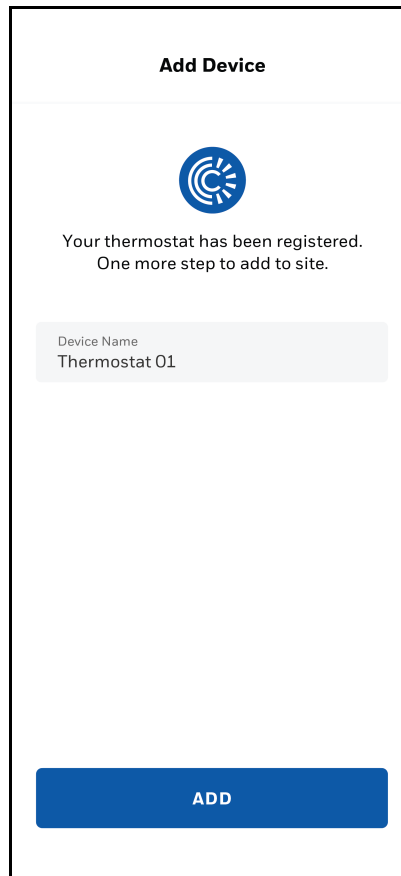 Add Device
Your thermostat has been registered.
One more step to add to site.
Device Name
Thermostat 01
ADD